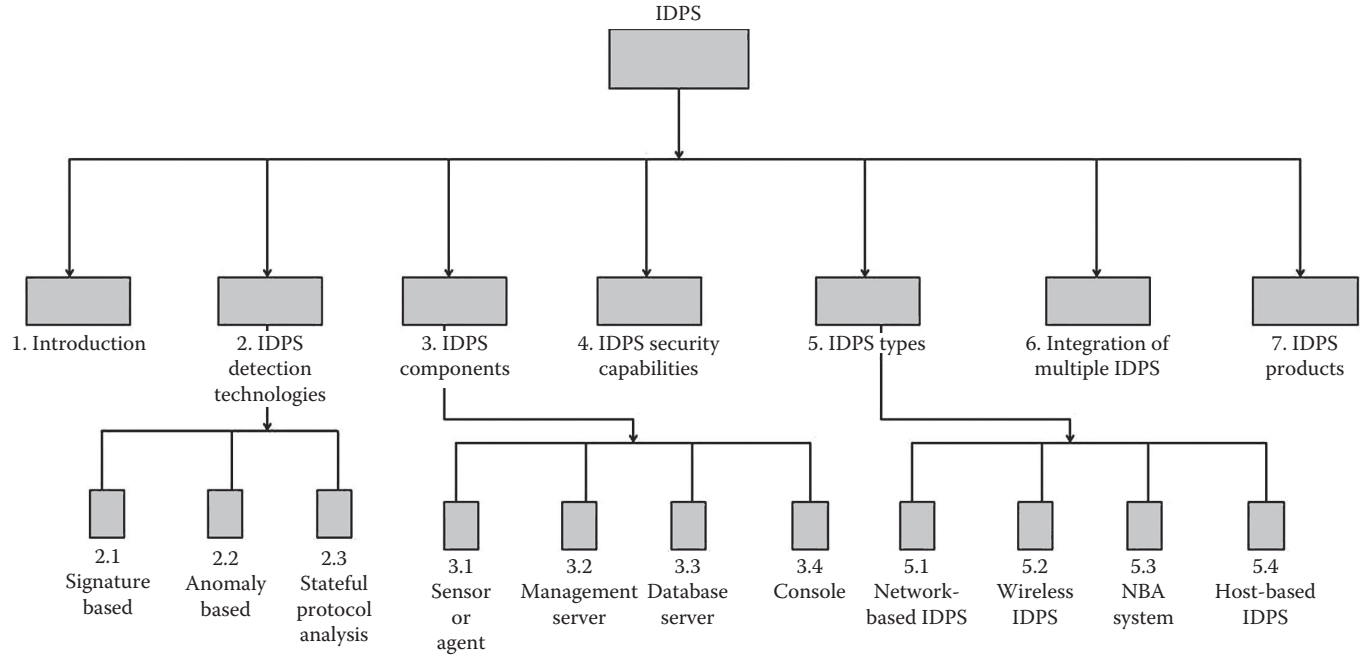 IDPS
1. Introduction
2. IDPS
detection
technologies
3. IDPS
components
4. IDPS security
capabilities
5. IDPS types
6. Integration of
multiple IDPS
7. IDPS
products
2.1
Signature
based
2.2
Anomaly
based
2.3
Stateful
protocol
analysis
3.1
Sensor
or
agent
3.2
Management
server
3.3
Database
server
3.4
Console
5.1
Network-
based IDPS
5.2
Wireless
IDPS
5.3
NBA
system
5.4
Host-based
IDPS